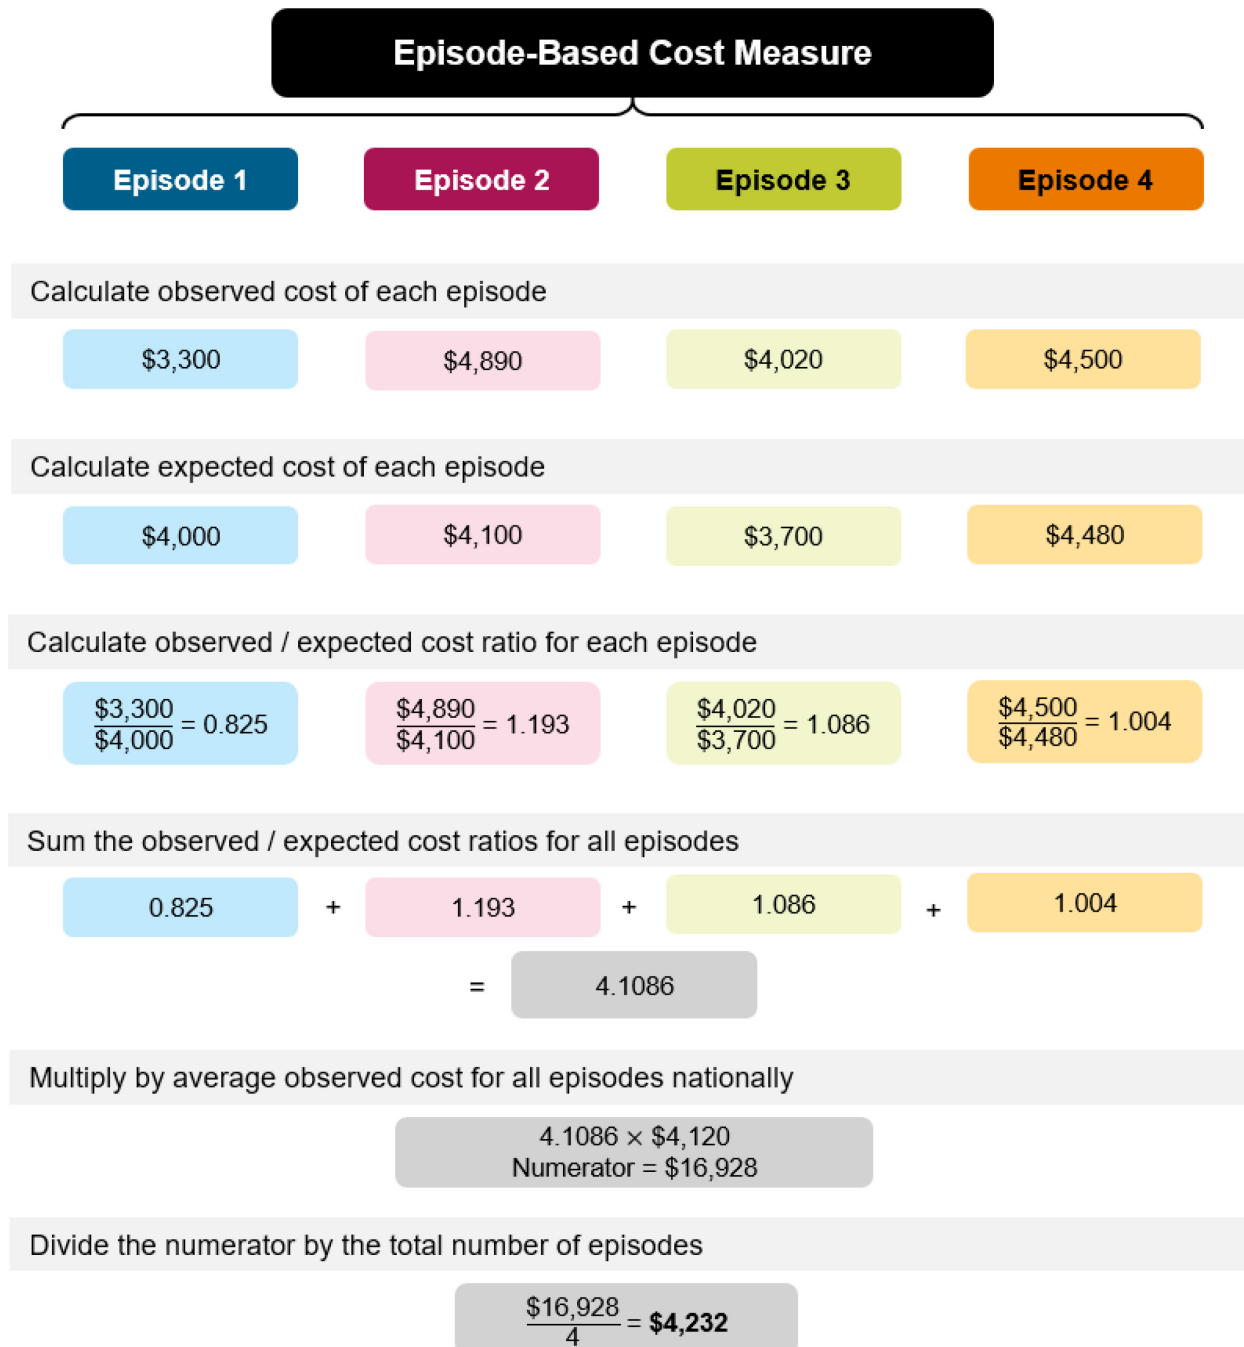 Episode-Based Cost Measure
Episode 1 Episode 2 Episode 3 Episode 4
Calculate observed cost of each episode
$3,300 $4,890 $4,020 $4,500
Calculate expected cost of each episode
$4,000 $4,100 $3,700 $4,480
Calculate observed / expected cost ratio for each episode
$3,300 $4,890 $4,020 $4,500
= 0.825 = 1.193 = 1.086 = 1.004
$4,000 $4,100 $3,700 $4,480
Sum the observed / expected cost ratios for all episodes
0.825 + 1.193 + 1.086 + 1.004
= 4.1086
Multiply by average observed cost for all episodes nationally
4.1086 × $4,120
Numerator = $16,928
Divide the numerator by the total number of episodes
$16,928
= $4,232
4